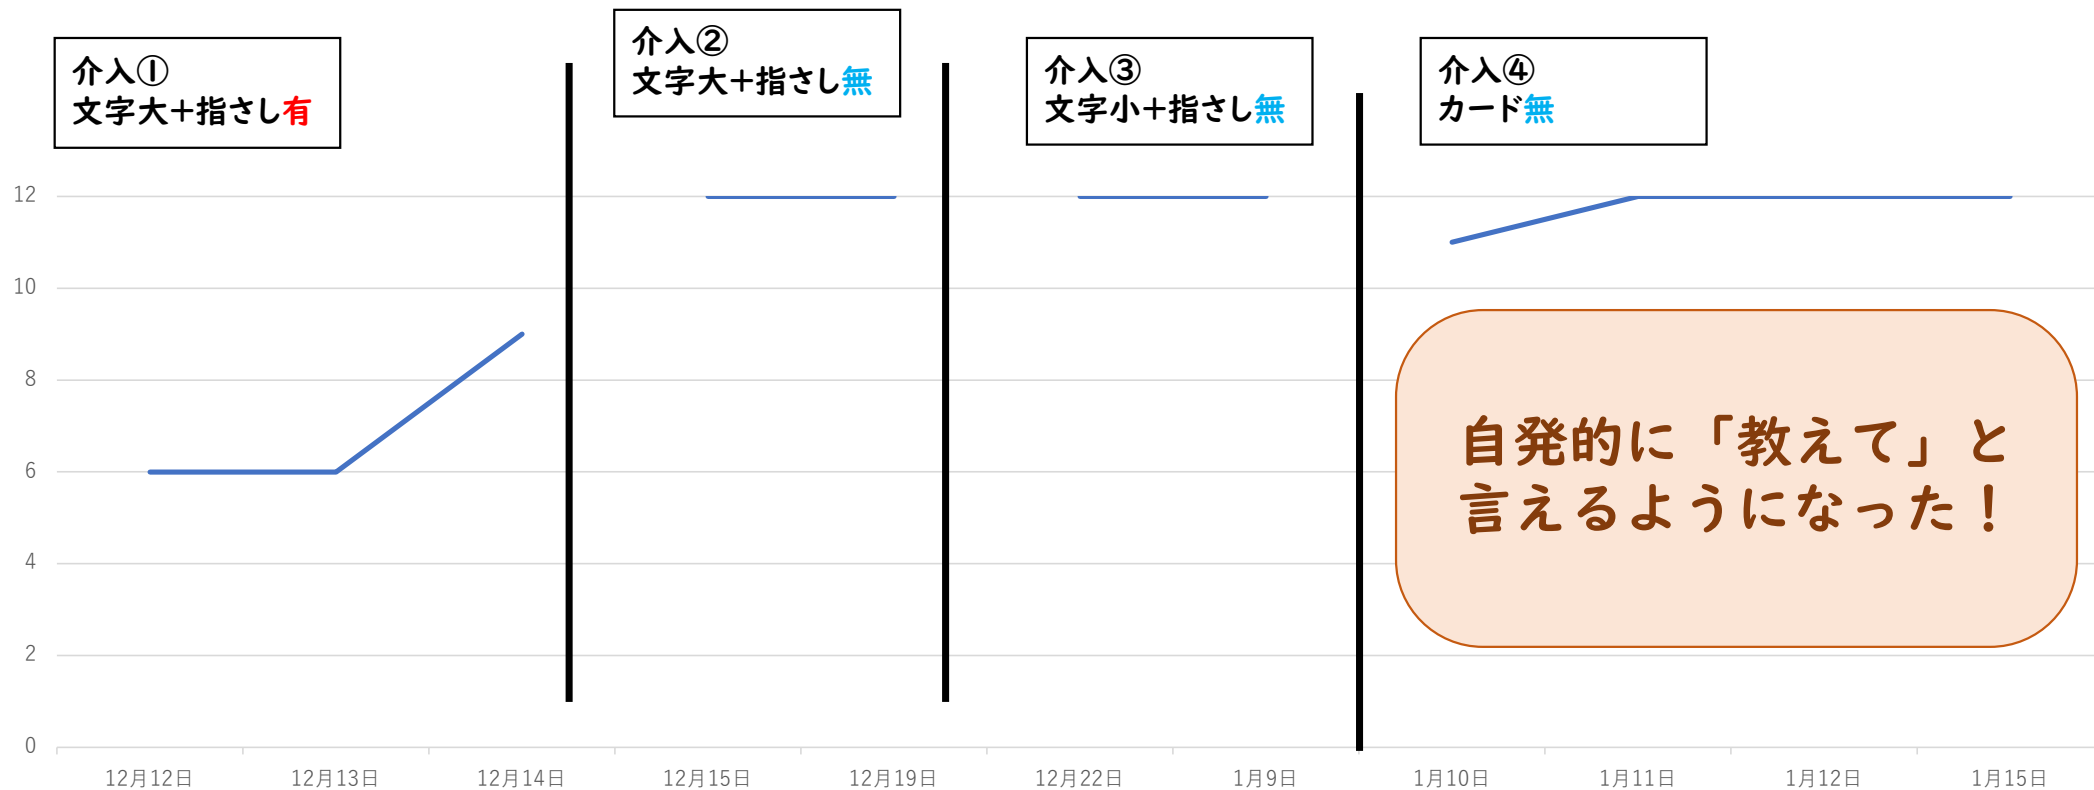 介入①
文字大+指さし有
介入②
文字大+指さし無
介入③
文字小+指さし無
介入④
カード無
12
10
8
6
4
2
0
自発的に「教えて」と
言えるようになった！
12月12日
12月13日
12月14日
12月15日
12月19日
12月22日
1月9日
1月10日
1月11日
1月12日
1月15日